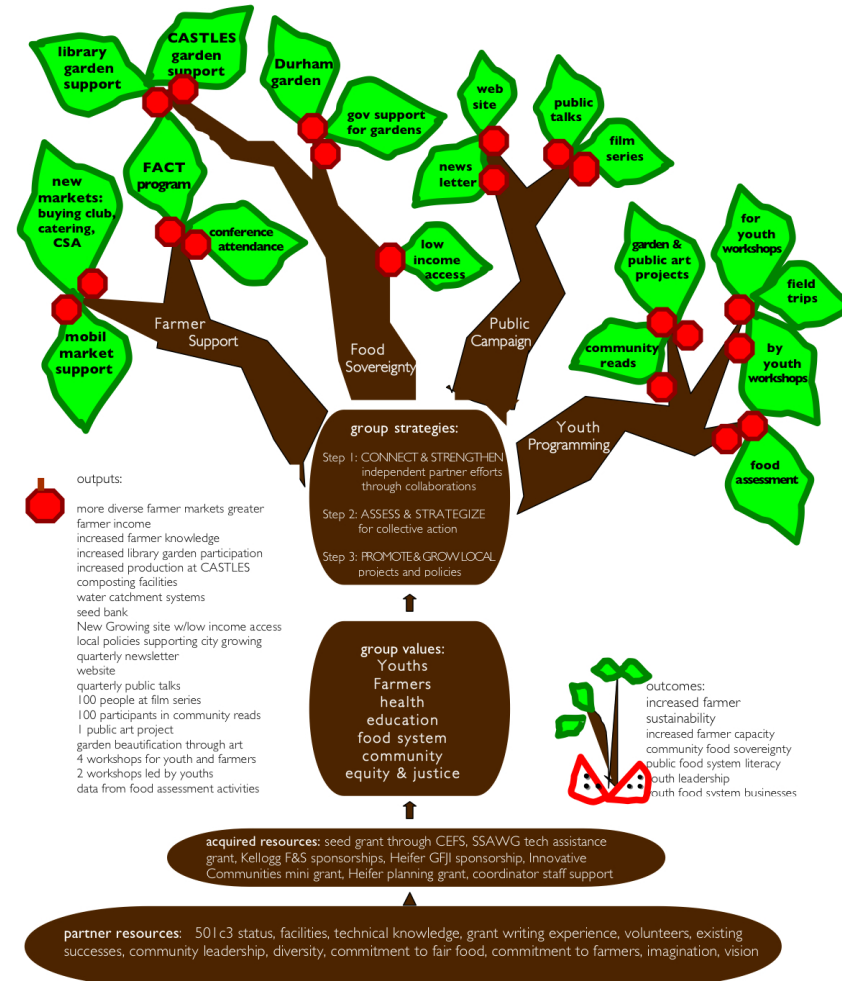 library
garden
support
CASTLES
garden
support
Durham
garden
gov support
for gardens
web
site
public
talks
film
series
news
letter
FACT
program
new
markets:
buying club,
catering,
CSA
conference
attendance
low
income
access
garden &
public art
projects
for
youth
workshops
field
trips
mobil
market
support
community
reads
by
youth
workshops
food
assessment
Farmer
Support
Food
Sovereignty
Public
Campaign
Youth
Programming
group strategies:
Step 1: CONNECT & STRENGTHEN
independent partner efforts
through collaborations
Step 2: ASSESS & STRATEGIZE
for collective action
Step 3: PROMOTE & GROW LOCAL
projects and policies
outputs:
more diverse farmer markets greater
farmer income
increased farmer knowledge
increased library garden participation
increased production at CASTLES
composting facilities
water catchment systems
seed bank
New Growing site w/low income access
local policies supporting city growing
quarterly newsletter
website
quarterly public talks
100 people at film series
100 participants in community reads
1 public art project
garden beautification through art
4 workshops for youth and farmers
2 workshops led by youths
data from food assessment activities
group values:
Youths
Farmers
health
education
food system
community
equity & justice
outcomes:
increased farmer
sustainability
increased farmer capacity
community food sovereignty
public food system literacy
youth leadership
youth food system businesses
acquired resources: seed grant through CEFS, SSAWG tech assistance
grant, Kellogg F&S sponsorships, Heifer GFJI sponsorship, Innovative
Communities mini grant, Heifer planning grant, coordinator staff support
partner resources: 501c3 status, facilities, technical knowledge, grant writing experience, volunteers, existing
successes, community leadership, diversity, commitment to fair food, commitment to farmers, imagination, vision